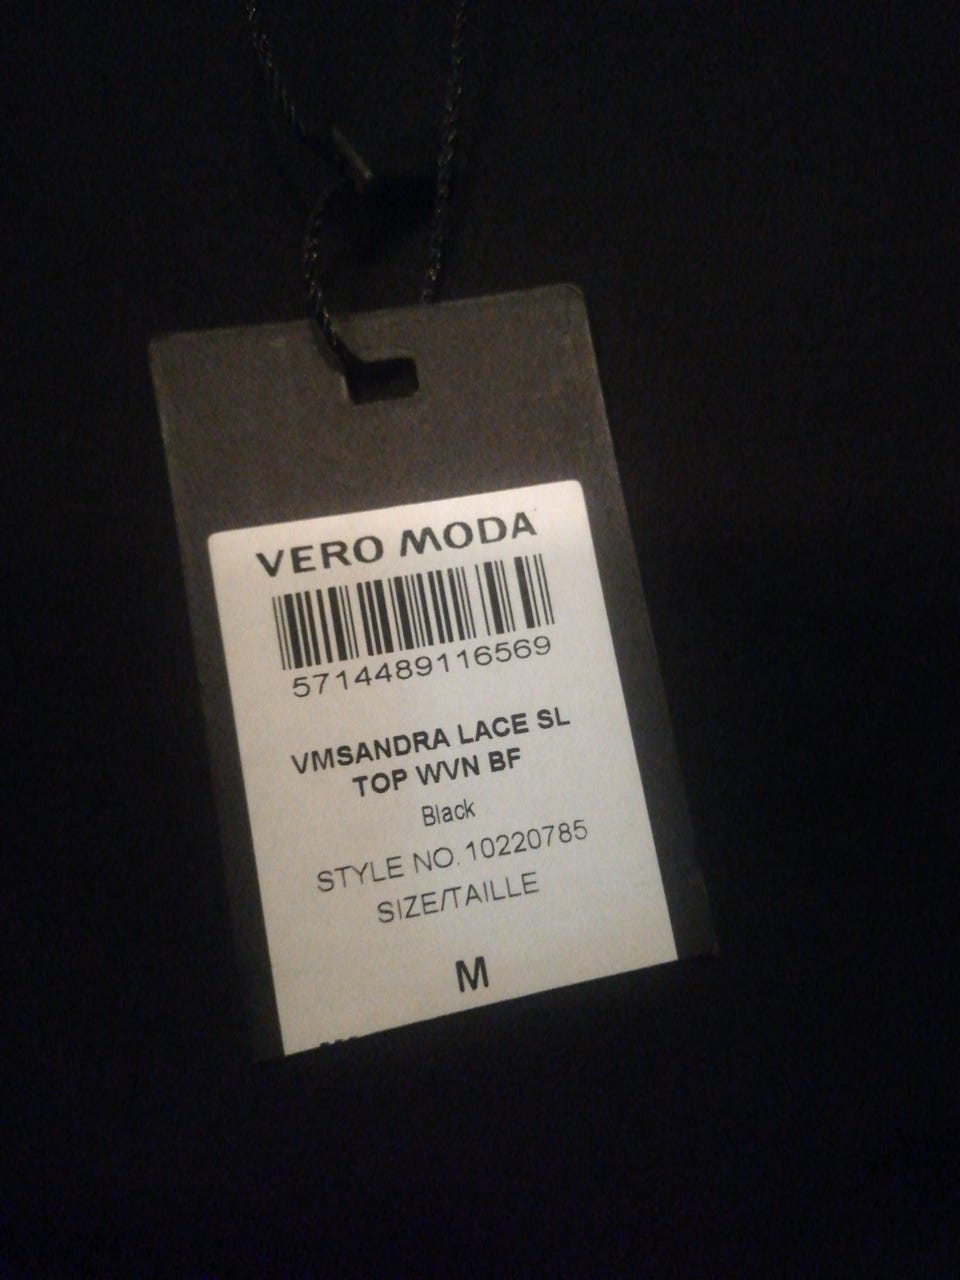 VERO MODA
5714489116569
VMSANDRA LACE SL
TOP WVN BF
Black
STYLE NO. 10220785
SIZE/TAILLE
M